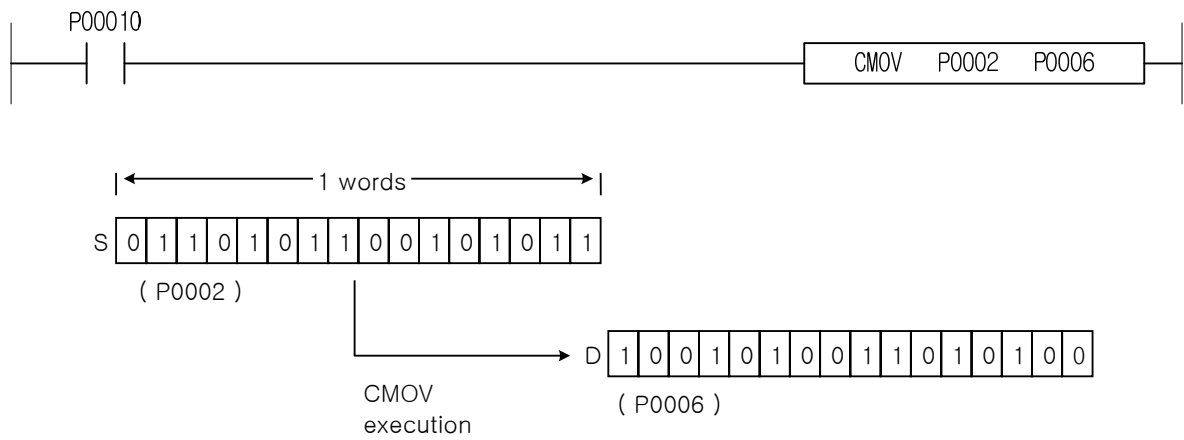 P00010
CMOV P0002 P0006
1 words
S 0 1 1 0 1 0 1 1 0 0 1 0 1 0 1 1
( P0002 )
D 1 0 0 1 0 1 0 0 1 1 0 1 0 1 0 0
CMOV
execution
( P0006 )